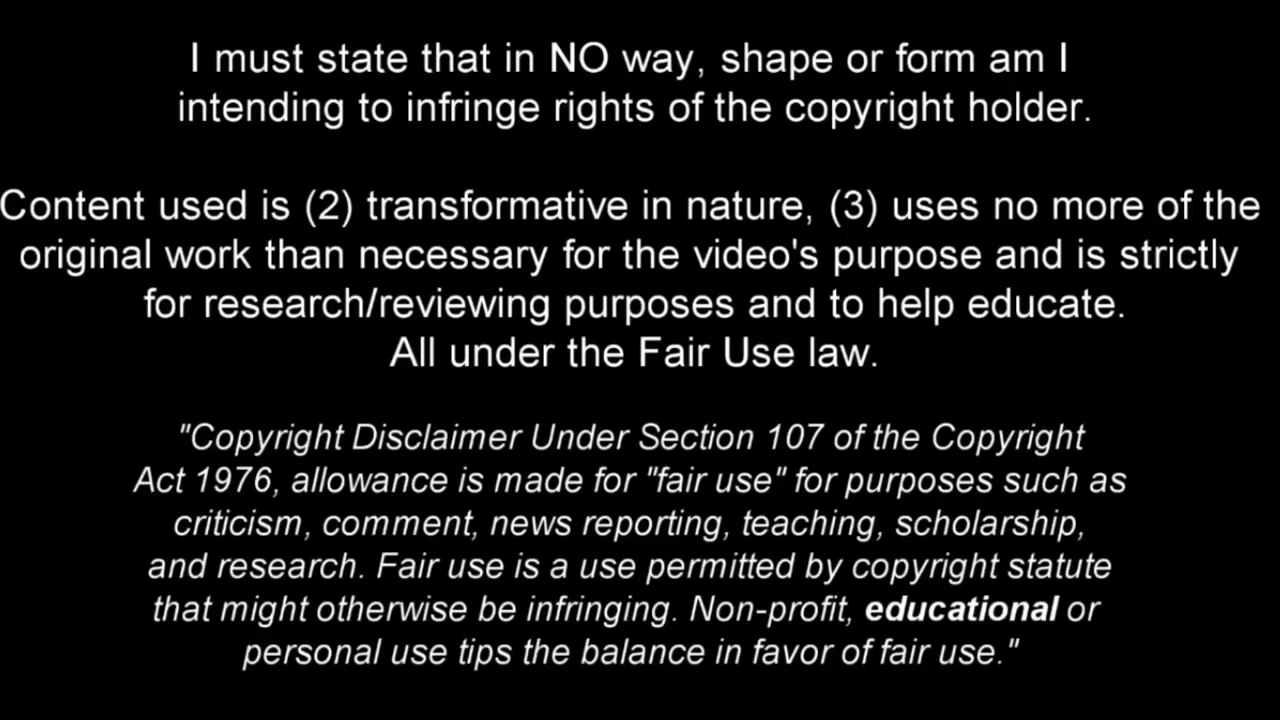 I must state that in NO way, shape or form am I
intending to infringe rights of the copyright holder.
Content used is (2) transformative in nature, (3) uses no more of the
original work than necessary for the video's purpose and is strictly
for research/reviewing purposes and to help educate.
All under the Fair Use law.
"Copyright Disclaimer Under Section 107 of the Copyright
Act 1976, allowance is made for "fair use" for purposes such as
criticism, comment, news reporting, teaching, scholarship,
and research. Fair use is a use permitted by copyright statute
that might otherwise be infringing. Non-profit, educational or
personal use tips the balance in favor of fair use."